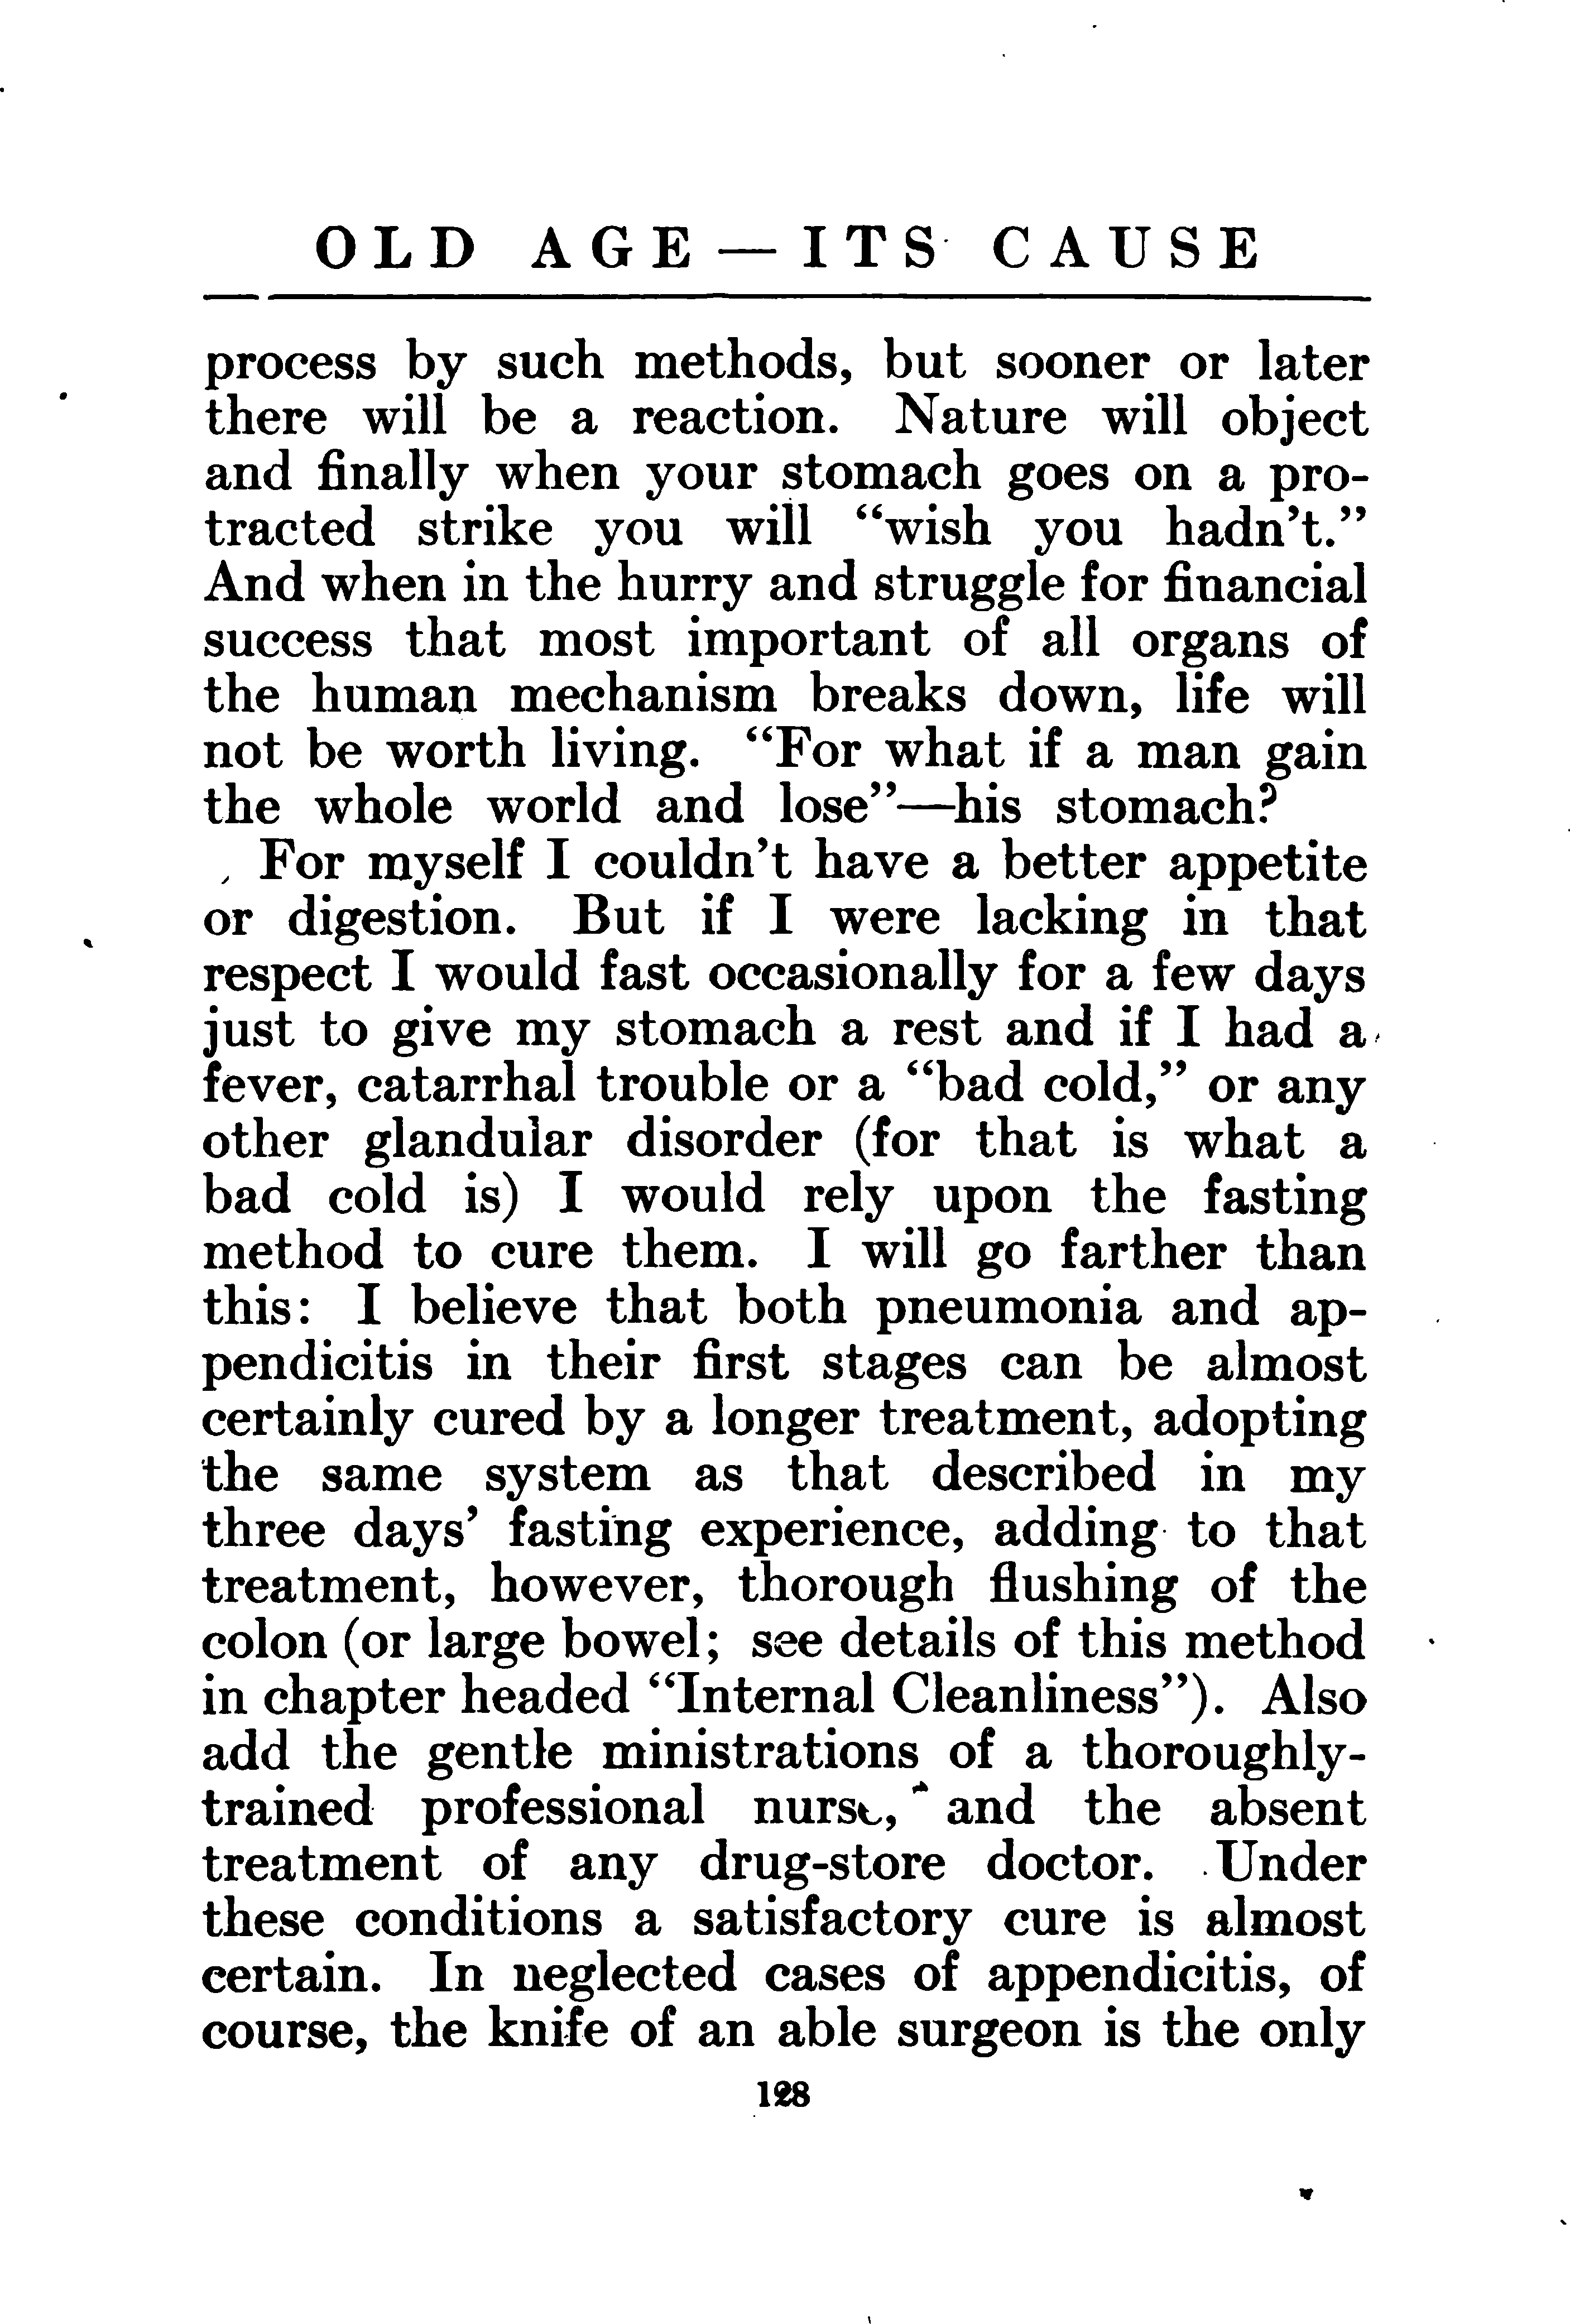 OLD AGE—ITS CAUSE
process by such methods, but sooner or later
there will be a reaction. Nature will object
and finally when your stomach goes on a pro-
tracted strike you will “wish you hadn’t.”
And when in the hurry and struggle for financial
success that most important of all organs of
the human mechanism breaks down, life will
not be worth living. “For what if a man gain
the whole world and lose”—his stomach?
For myself I couldn’t have a better appetite
or digestion. But if I were lacking in that
respect I would fast occasionally for a few days
just to give my stomach a rest and if I had a
fever, catarrhal trouble or a “bad cold,” or any
other glandular disorder (for that is what a
bad cold is) I would rely upon the fasting
method to cure them. I will go farther than
this: I believe that both pneumonia and ap-
pendicitis in their first stages can be almost
certainly cured by a longer treatment, adopting
the same system as that described in my
three days’ fasting experience, adding to that
treatment, however, thorough flushing of the
colon (or large bowel; see details of this method
in chapter headed “Internal Cleanliness”). Also
add the gentle ministrations of a thoroughly-
trained professional nurse, and the absent
treatment of any drug-store doctor. Under
these conditions a satisfactory cure is almost
certain. In neglected cases of appendicitis, of
course, the knife of an able surgeon is the only
128